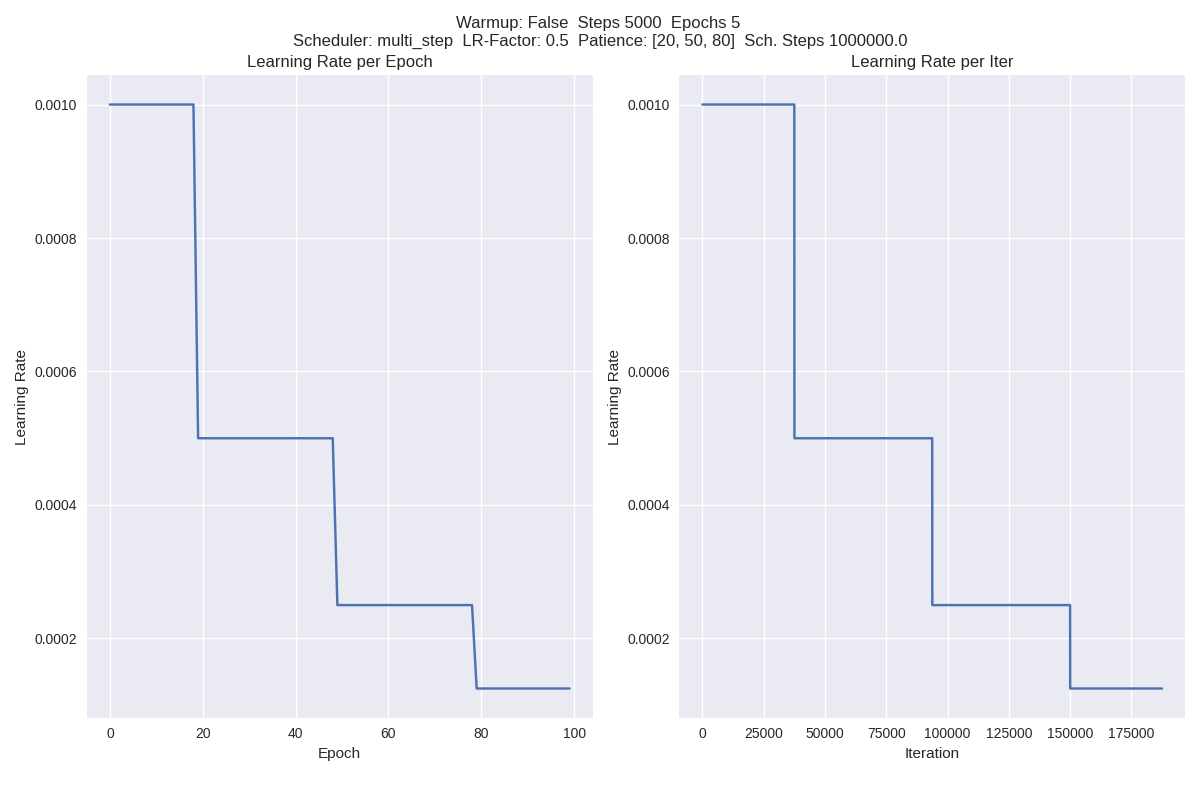 Warmup: False  Steps 5000  Epochs 5
Scheduler: multi_step  LR-Factor: 0.5  Patience: [20, 50, 80]  Sch. Steps 1000000.0
Learning Rate per Epoch
0.0010
0.0008
0.0006
0.0004
0.0002
Learning Rate
0 20 40 60 80 100
Epoch
Learning Rate per Iter
0.0010
0.0008
0.0006
0.0004
0.0002
Learning Rate
0 25000 50000 75000 100000 125000 150000 175000
Iteration